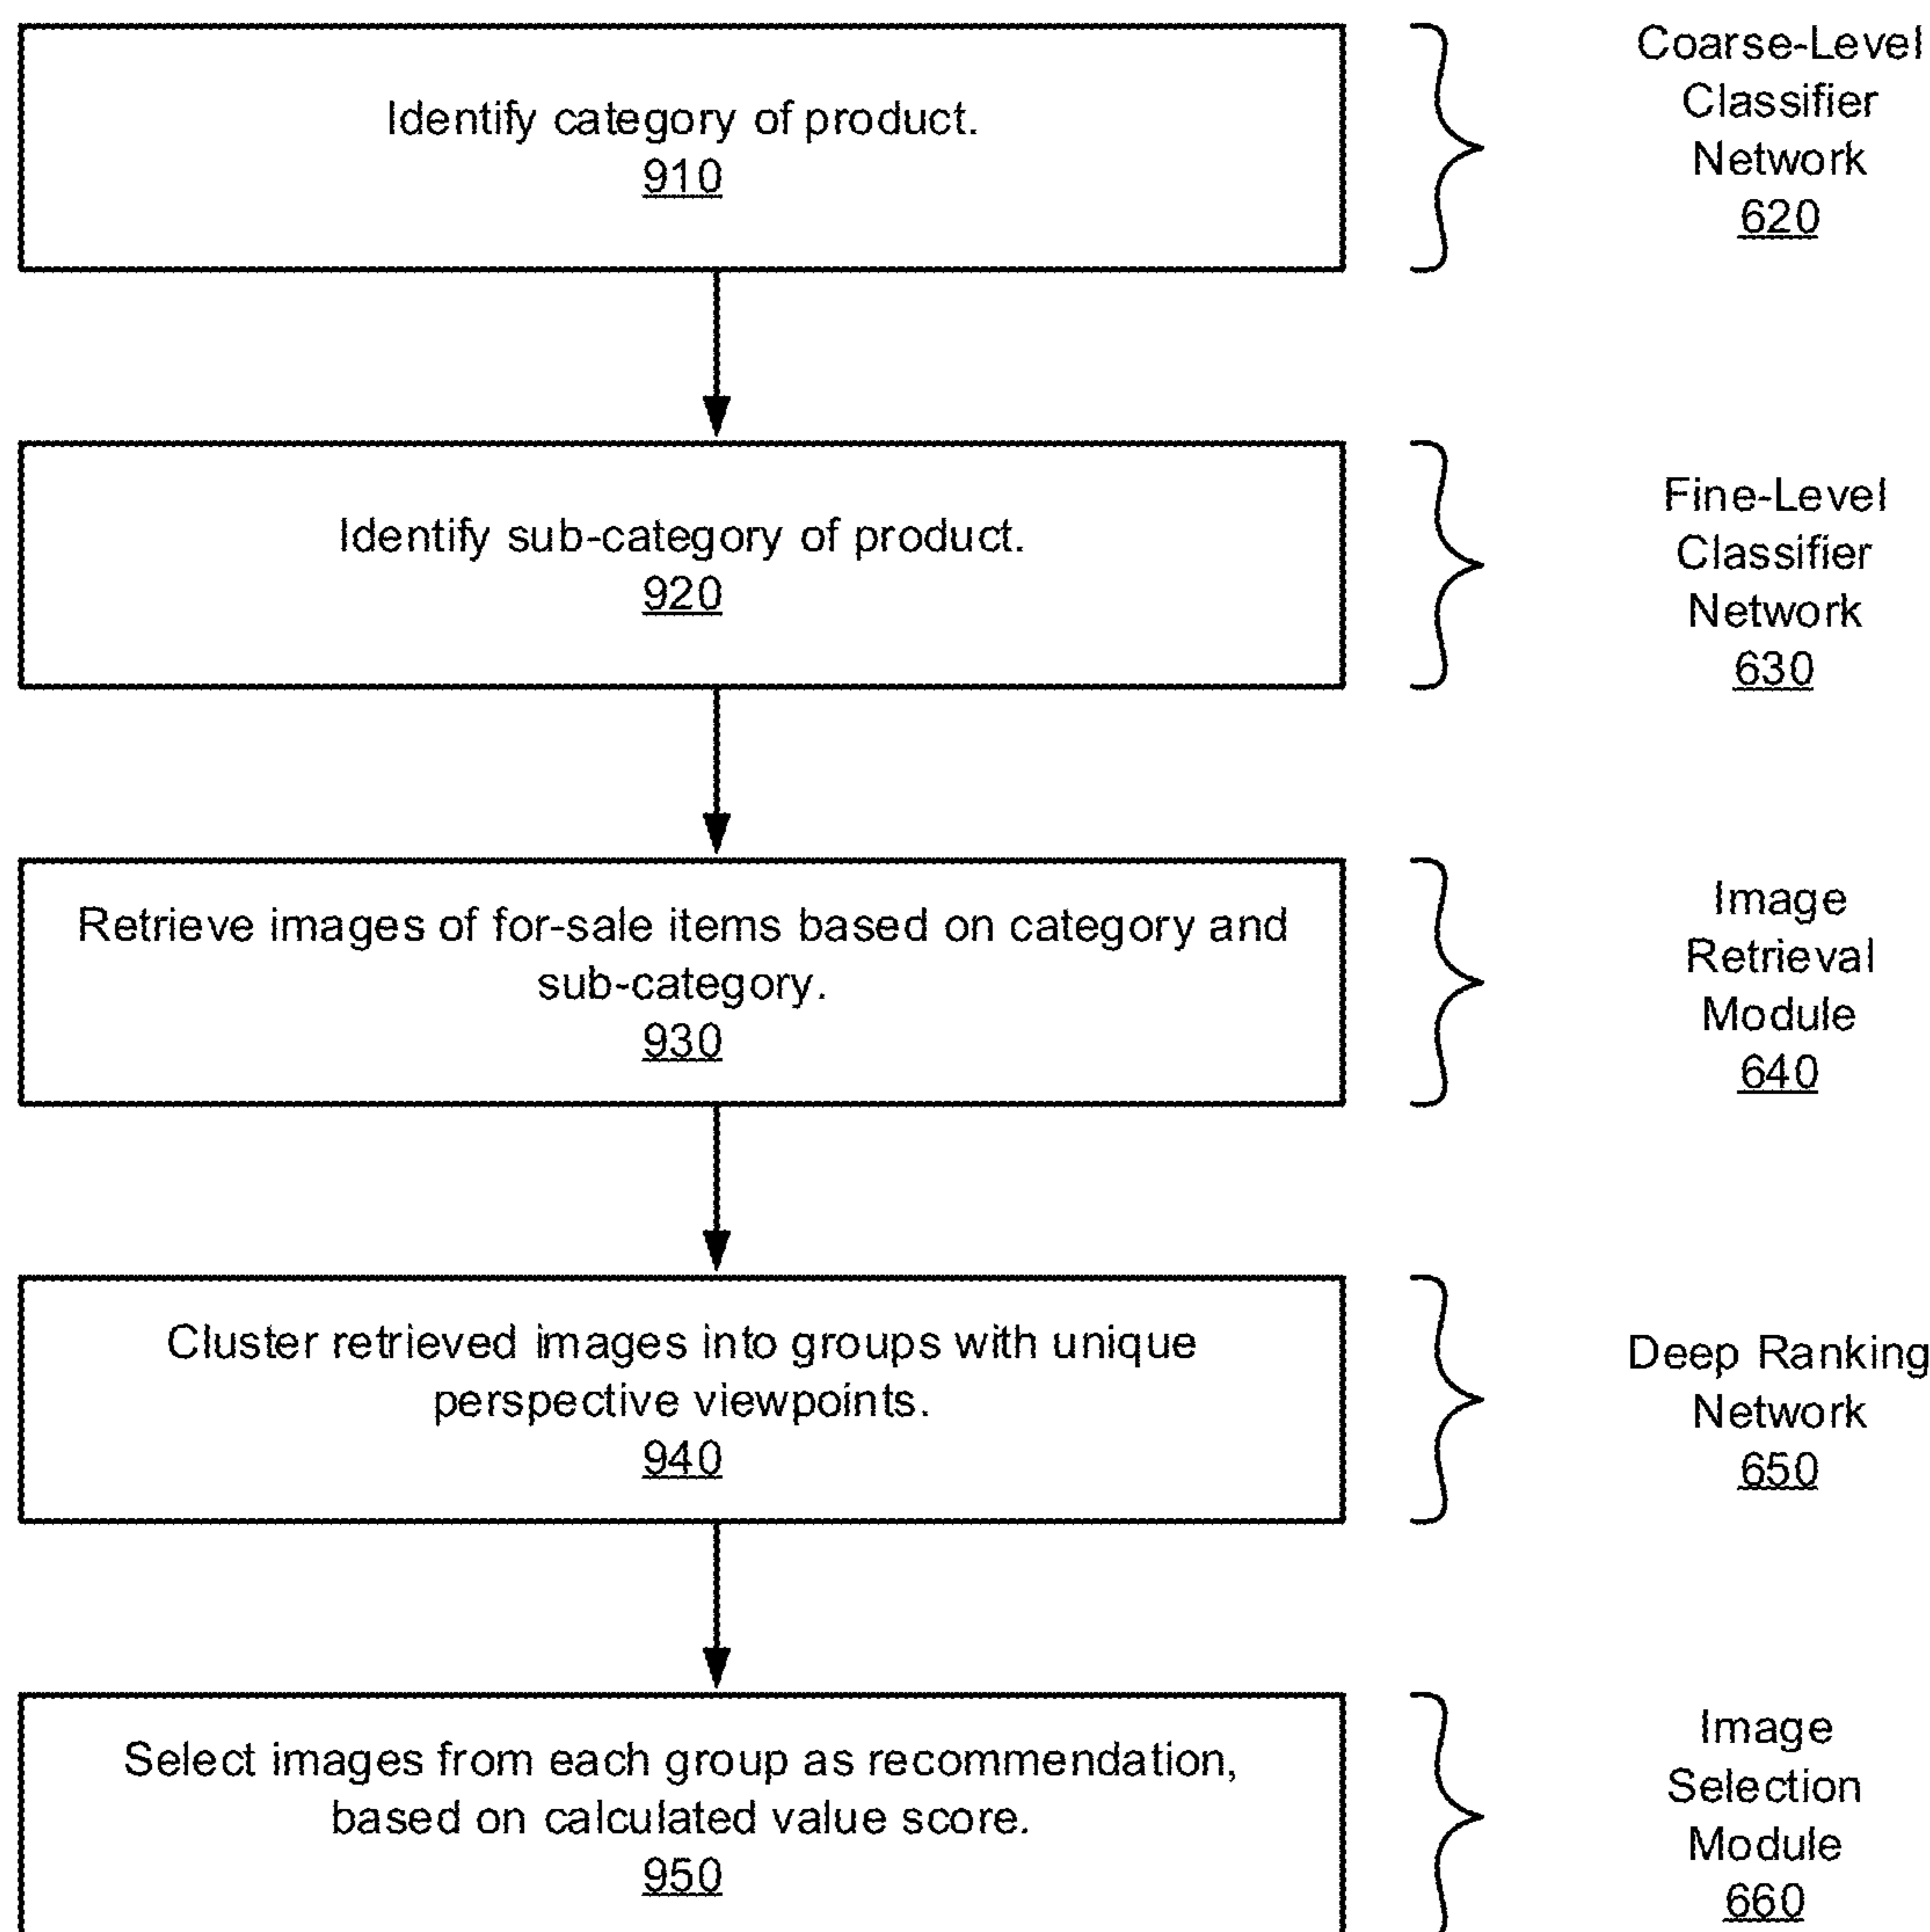 Identify category of product.
910
Coarse-Level
Classifier
Network
620
Identify sub-category of product.
920
Fine-Level
Classifier
Network
630
Retrieve images of for-sale items based on category and
sub-category.
930
Image
Retrieval
Module
640
Cluster retrieved images into groups with unique
perspective viewpoints.
940
Deep Ranking
Network
650
Select images from each group as recommendation,
based on calculated value score.
950
Image
Selection
Module
660